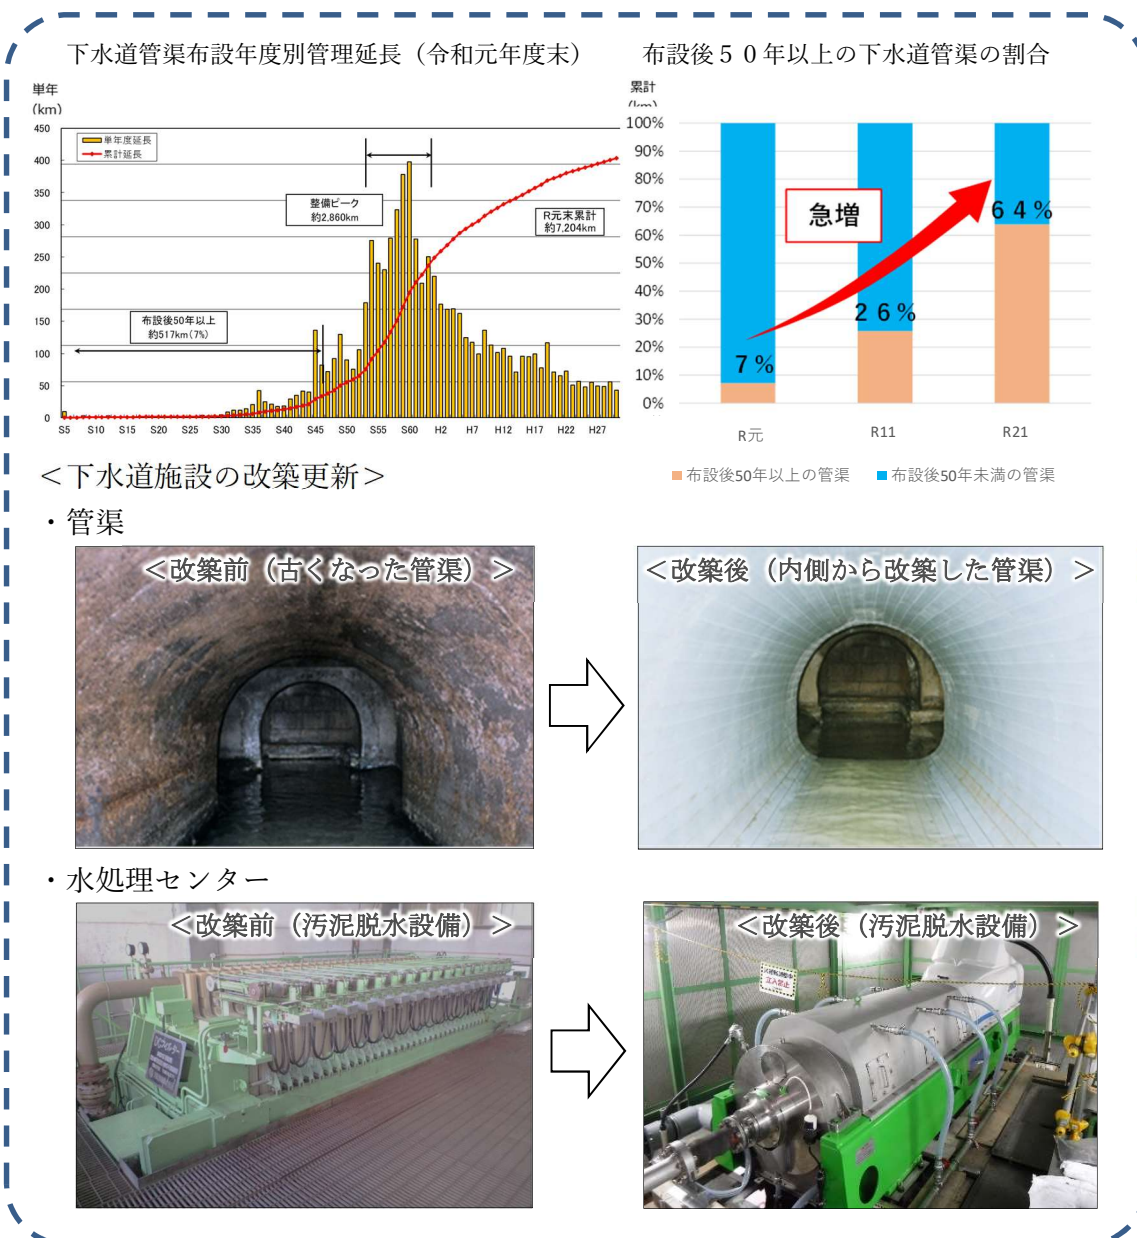 下水道管渠布設年度別管理延長（令和元年度末）
布設後５０年以上の下水道管渠の割合
単年
(km)
累計
(km)
450
400
350
300
250
200
150
100
50
0
単年度延長
累計延長
整備ピーク
約2,860km
R元末累計
約7,204km
布設後50年以上
約517km(7%)
S5 S10 S15 S20 S25 S30 S35 S40 S45 S50 S55 S60 H2 H7 H12 H17 H22 H27
100%
90%
80%
70%
60%
50%
40%
30%
20%
10%
0%
急増
7%
26%
64%
R元 R11 R21
布設後50年以上の管渠 布設後50年未満の管渠
＜下水道施設の改築更新＞
・管渠
＜改築前（古くなった管渠）＞
＜改築後（内側から改築した管渠）＞
・水処理センター
＜改築前（汚泥脱水設備）＞
＜改築後（汚泥脱水設備）＞
立入禁止